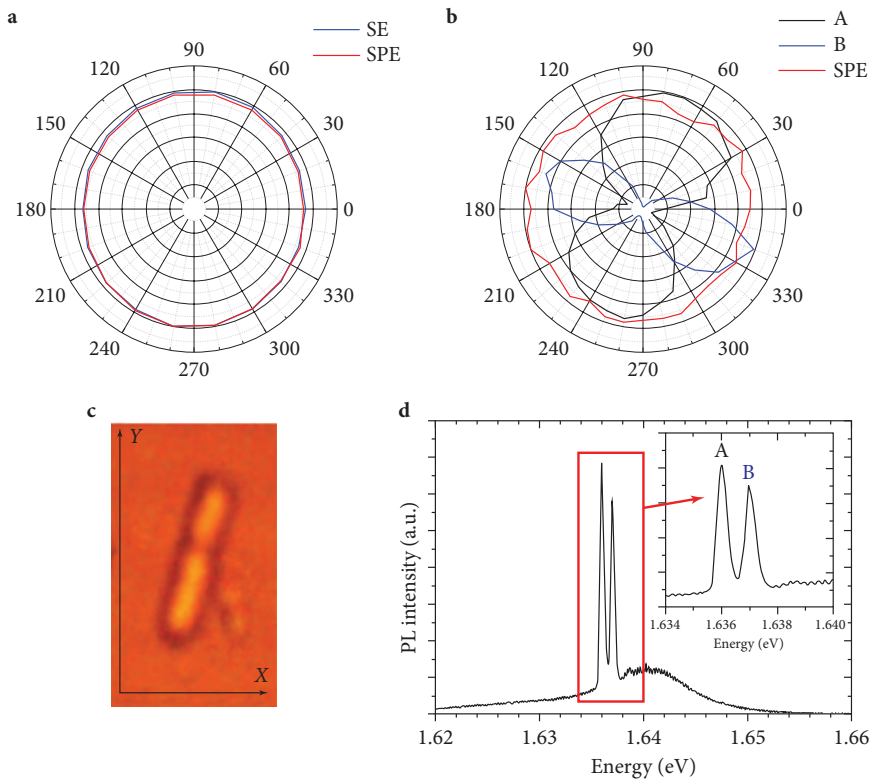 a
SE
SPE
90
120
60
150
30
180
0
210
330
240
300
270
b
A
B
SPE
90
120
60
150
30
180
0
210
330
240
300
270
c
Y
X
d
PL intensity (a.u.)
A
B
1.634
1.636
1.638
1.640
Energy (eV)
1.62
1.63
1.64
1.65
1.66
Energy (eV)